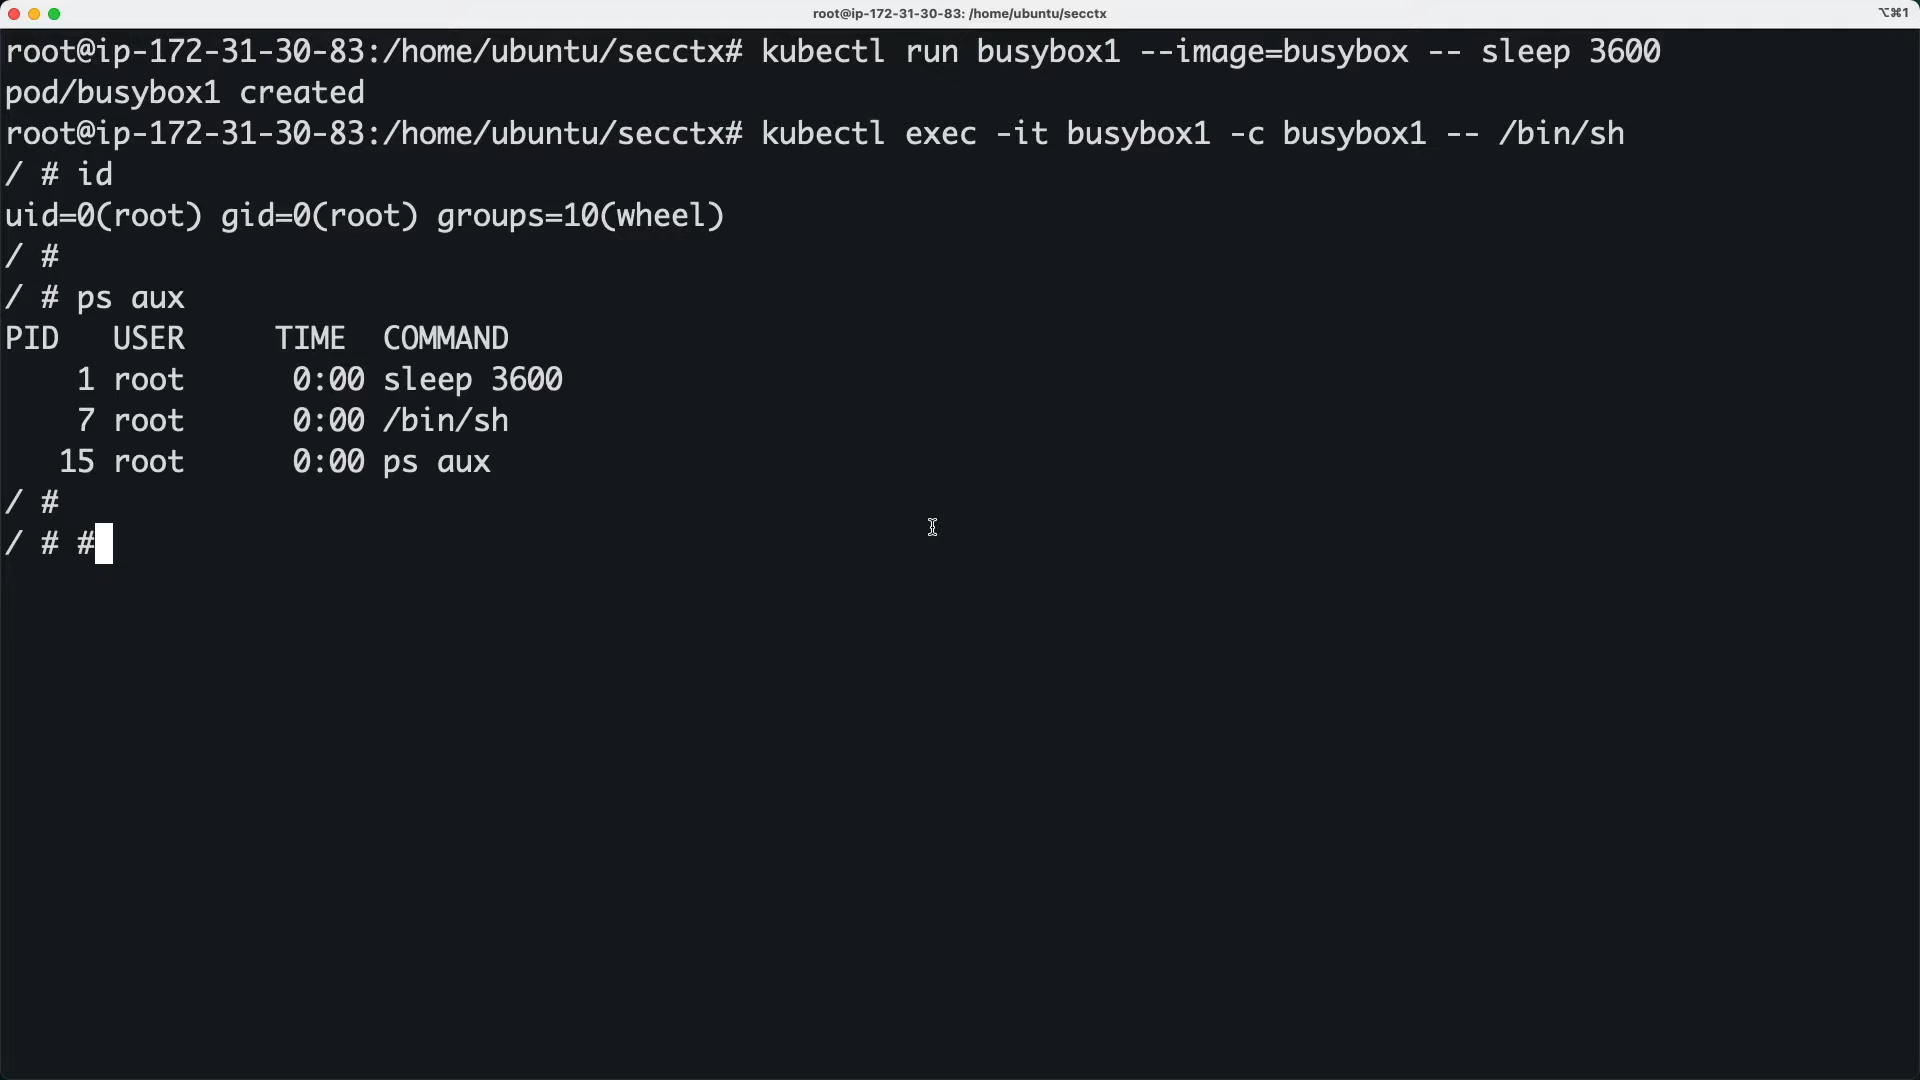 root@ip-172-31-30-83: /home/ubuntu/secctx
⌥⌘1
root@ip-172-31-30-83:/home/ubuntu/secctx# kubectl run busybox1 --image=busybox -- sleep 3600
pod/busybox1 created
root@ip-172-31-30-83:/home/ubuntu/secctx# kubectl exec -it busybox1 -c busybox1 -- /bin/sh
/ # id
uid=0(root) gid=0(root) groups=10(wheel)
/ #
/ # ps aux
PID   USER     TIME  COMMAND
    1 root      0:00 sleep 3600
    7 root      0:00 /bin/sh
   15 root      0:00 ps aux
/ #
/ # #